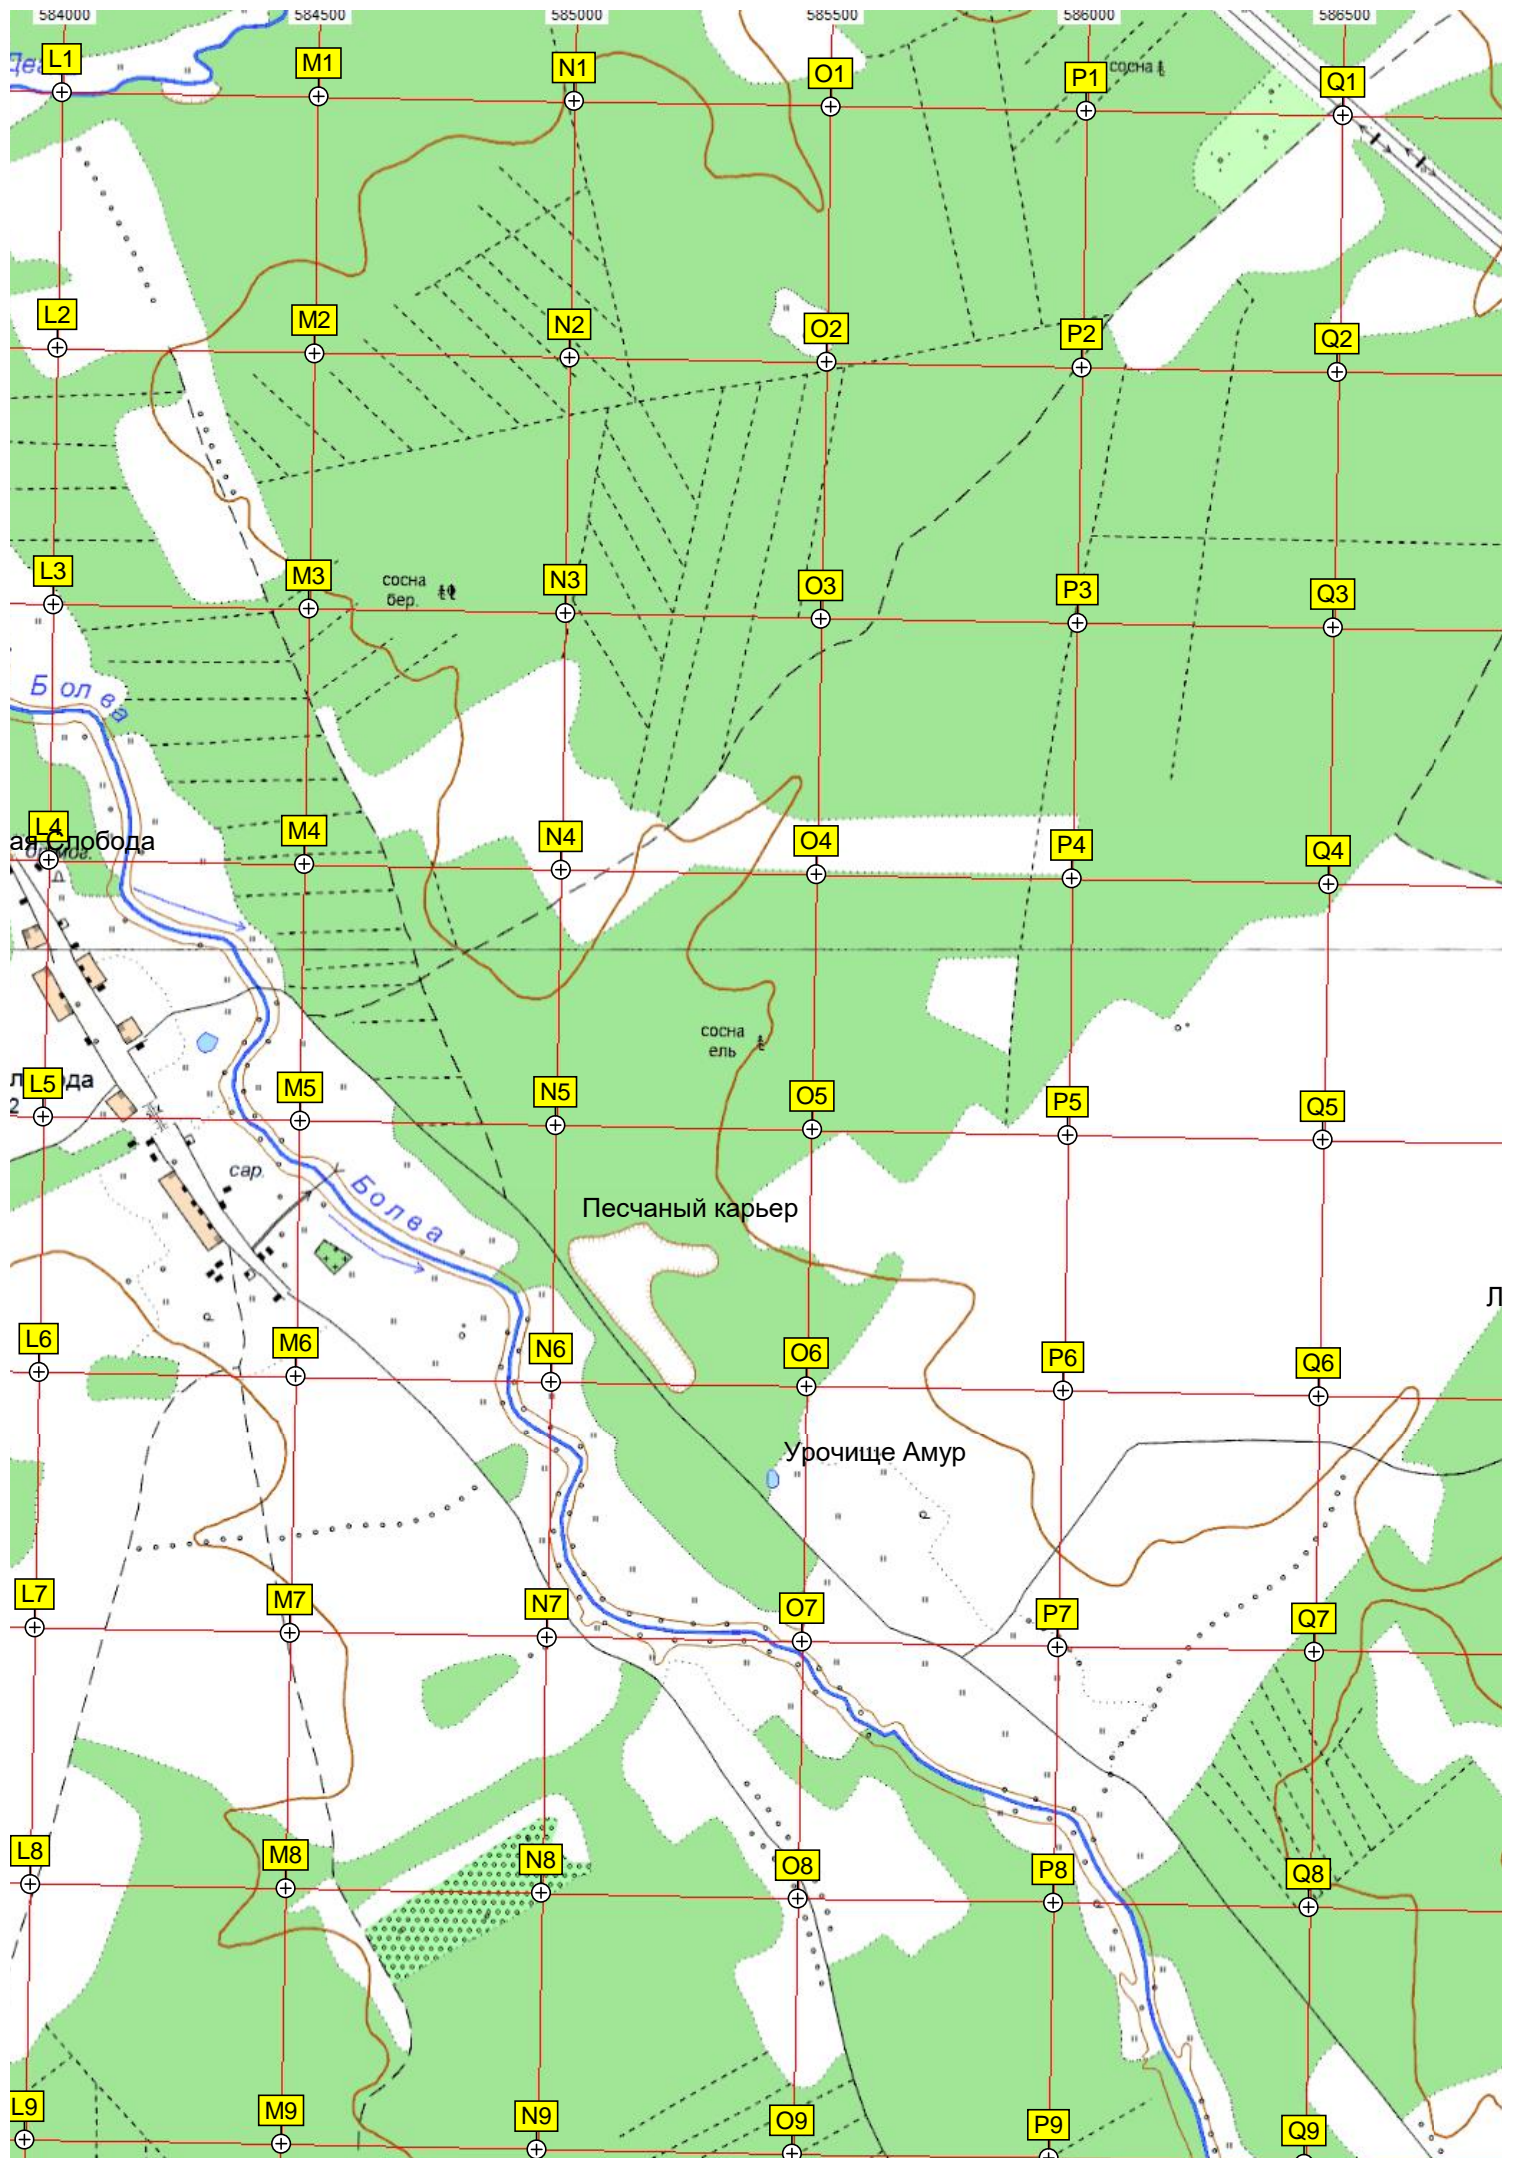 584000 584500 585000 585500 586000 586500
L1 M1 N1 O1 P1 Q1
сосна
L2 M2 N2 O2 P2 Q2
L3 M3 N3 O3 P3 Q3
сосна
бер.
Болва
L4 M4 N4 O4 P4 Q4
ая Слобода
сосна
ель
L5 M5 N5 O5 P5 Q5
2
сар.
Болва
Песчаный карьер
Л
L6 M6 N6 O6 P6 Q6
Урочище Амур
L7 M7 N7 O7 P7 Q7
L8 M8 N8 O8 P8 Q8
L9 M9 N9 O9 P9 Q9